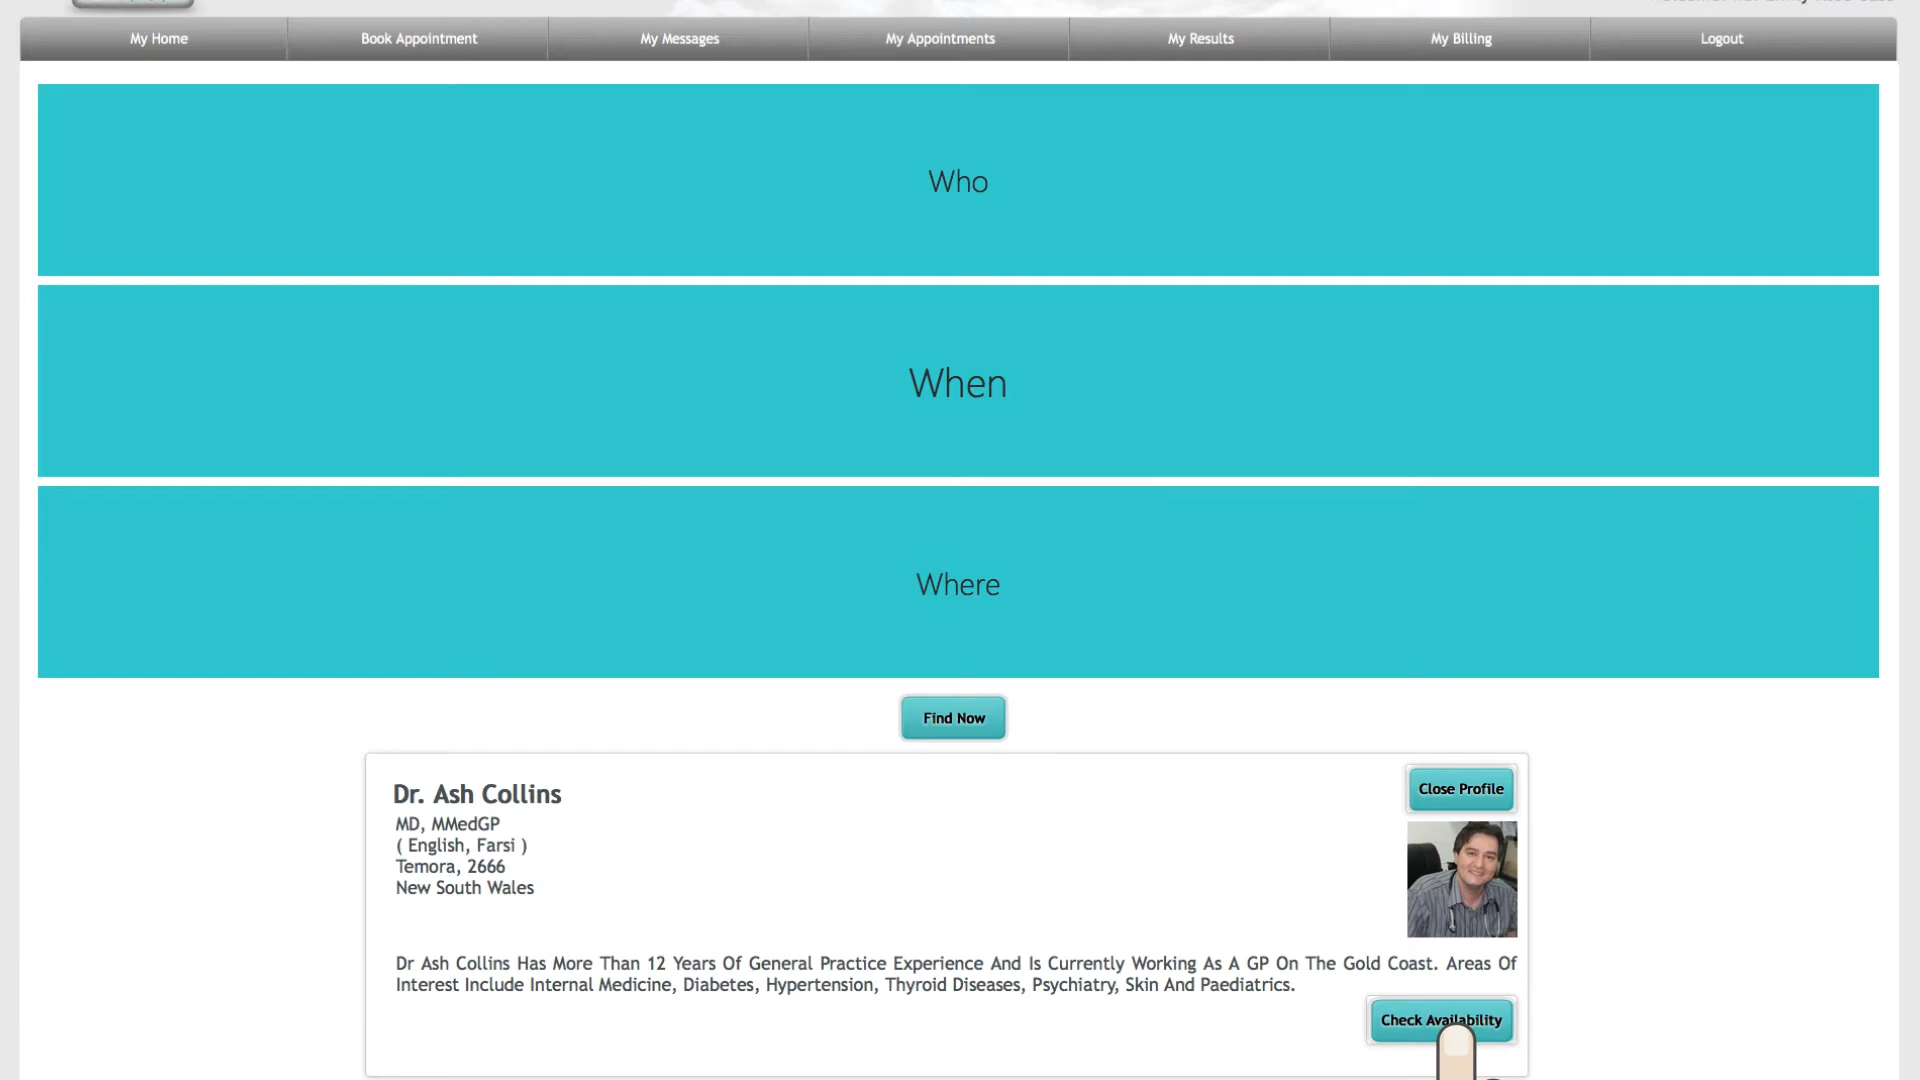 My Home
Book Appointment
My Messages
My Appointments
My Results
My Billing
Logout
Who
When
Where
Find Now
Dr. Ash Collins
Close Profile
MD, MMedGP
( English, Farsi )
Temora, 2666
New South Wales
Dr Ash Collins Has More Than 12 Years Of General Practice Experience And Is Currently Working As A GP On The Gold Coast. Areas Of
Interest Include Internal Medicine, Diabetes, Hypertension, Thyroid Diseases, Psychiatry, Skin And Paediatrics.
Check Availability